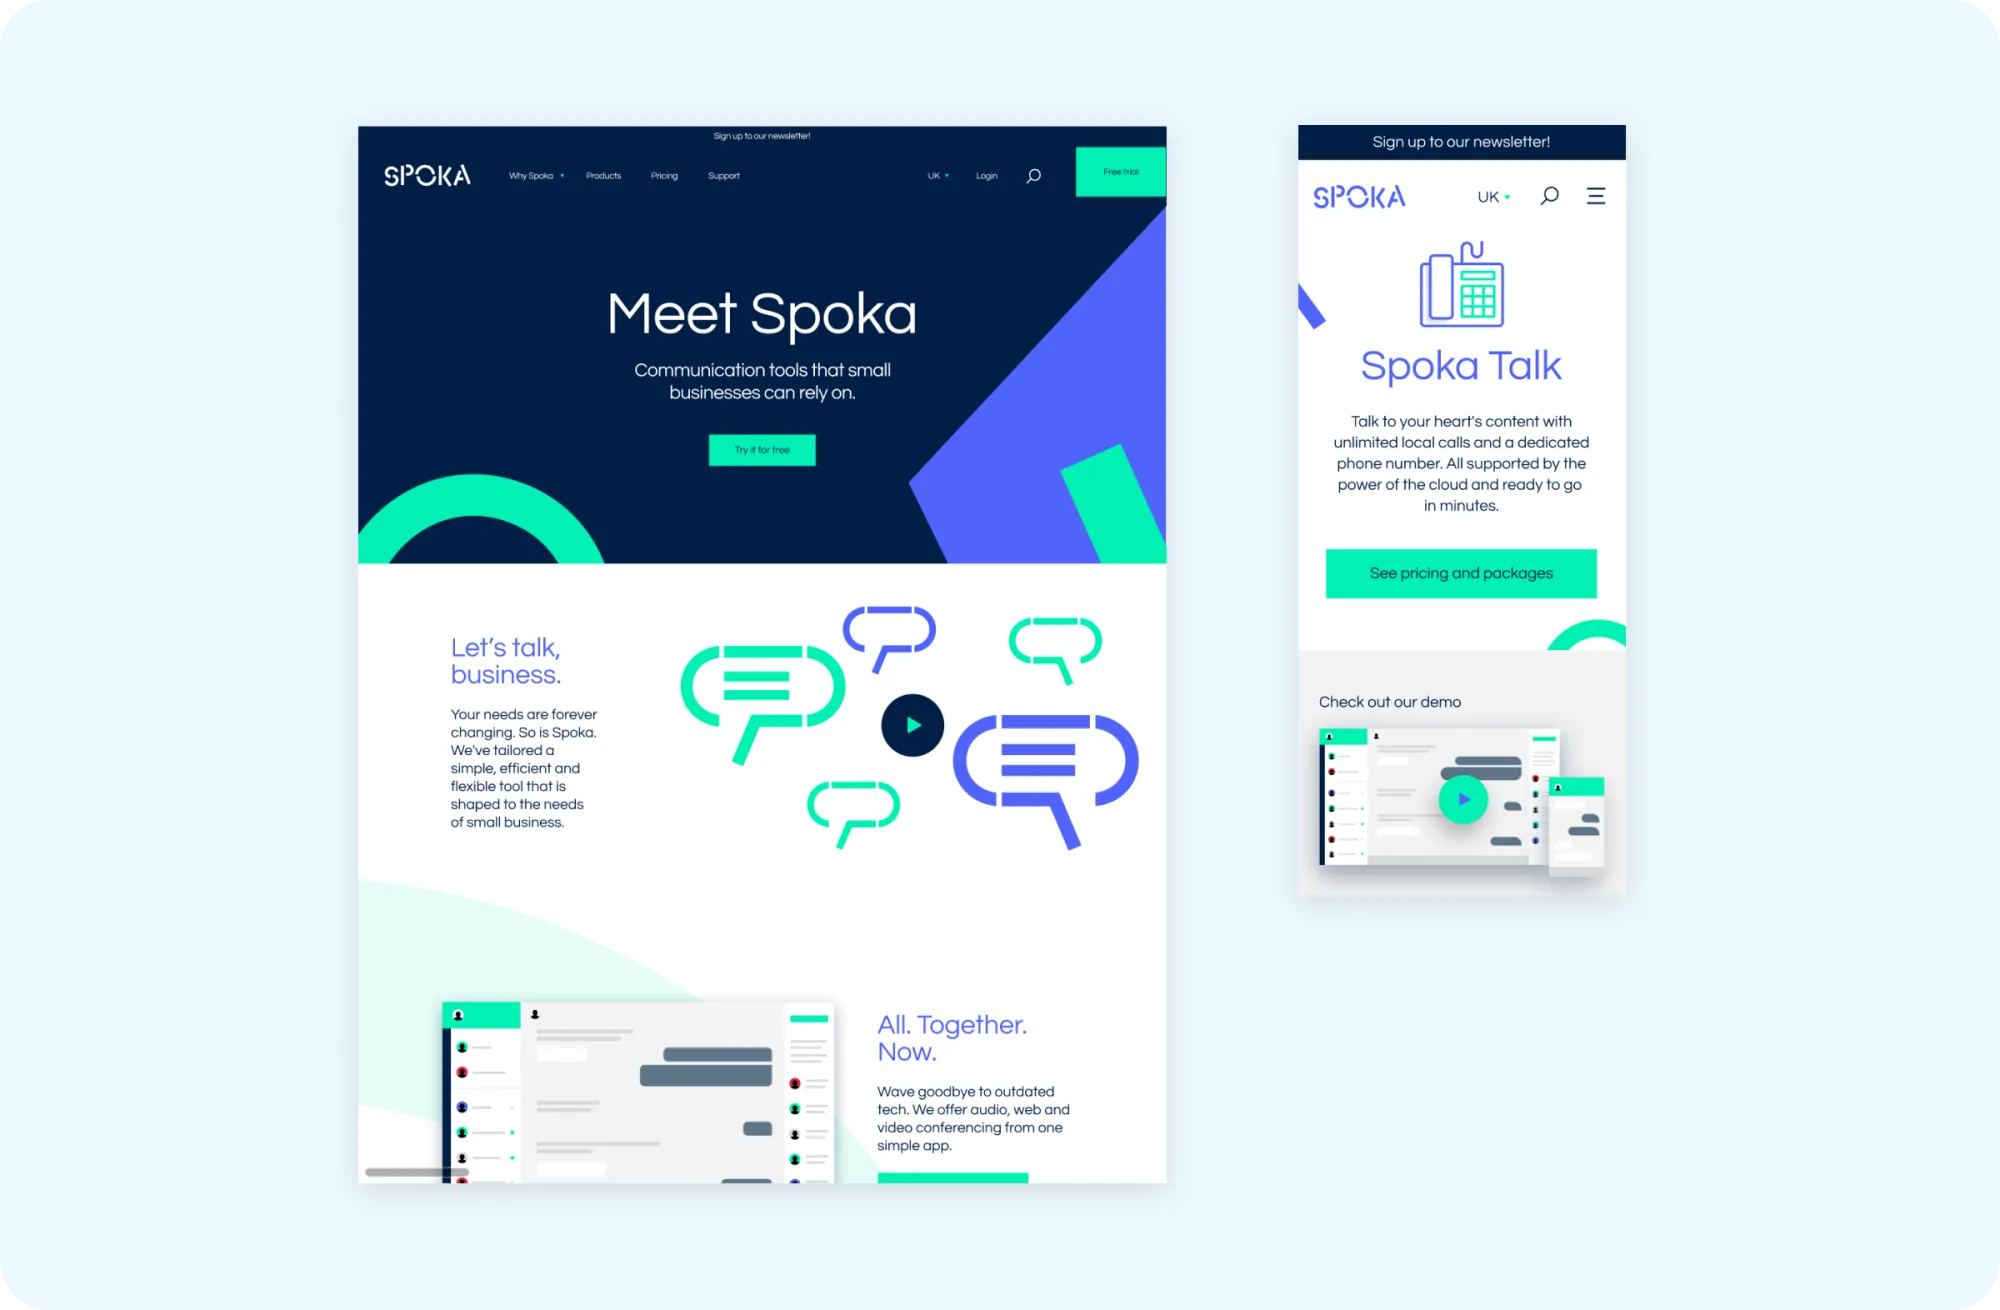 Sign up to our newsletter!
SPOKA
Why Spoka
Products
Pricing
Support
UK
Login
Free trial
Meet Spoka
Communication tools that small
businesses can rely on.
Try it for free
Let’s talk,
business.
Your needs are forever
changing. So is Spoka.
We've tailored a
simple, efficient and
flexible tool that is
shaped to the needs
of small business.
All. Together.
Now.
Wave goodbye to outdated
tech. We offer audio, web and
video conferencing from one
simple app.
Sign up to our newsletter!
SPOKA
UK
Spoka Talk
Talk to your heart's content with
unlimited local calls and a dedicated
phone number. All supported by the
power of the cloud and ready to go
in minutes.
See pricing and packages
Check out our demo